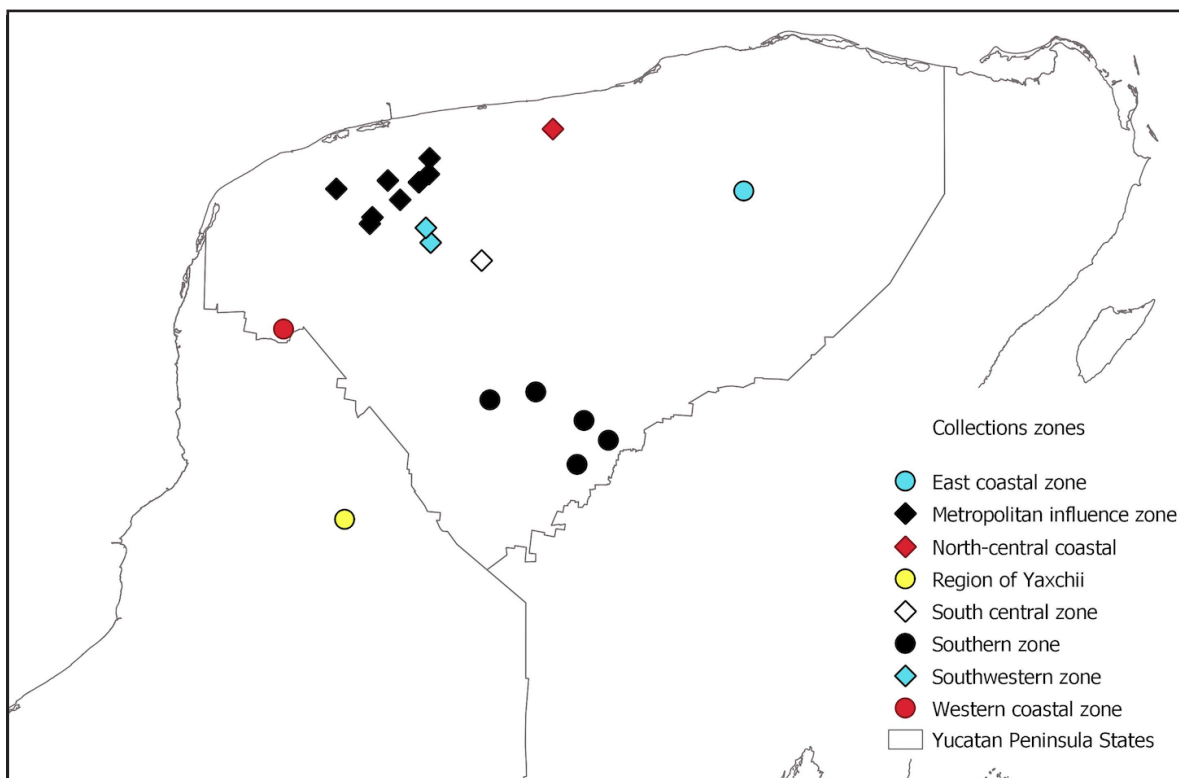 Collections zones
East coastal zone
Metropolitan influence zone
North-central coastal
Region of Yaxchii
South central zone
Southern zone
Southwestern zone
Western coastal zone
Yucatan Peninsula States